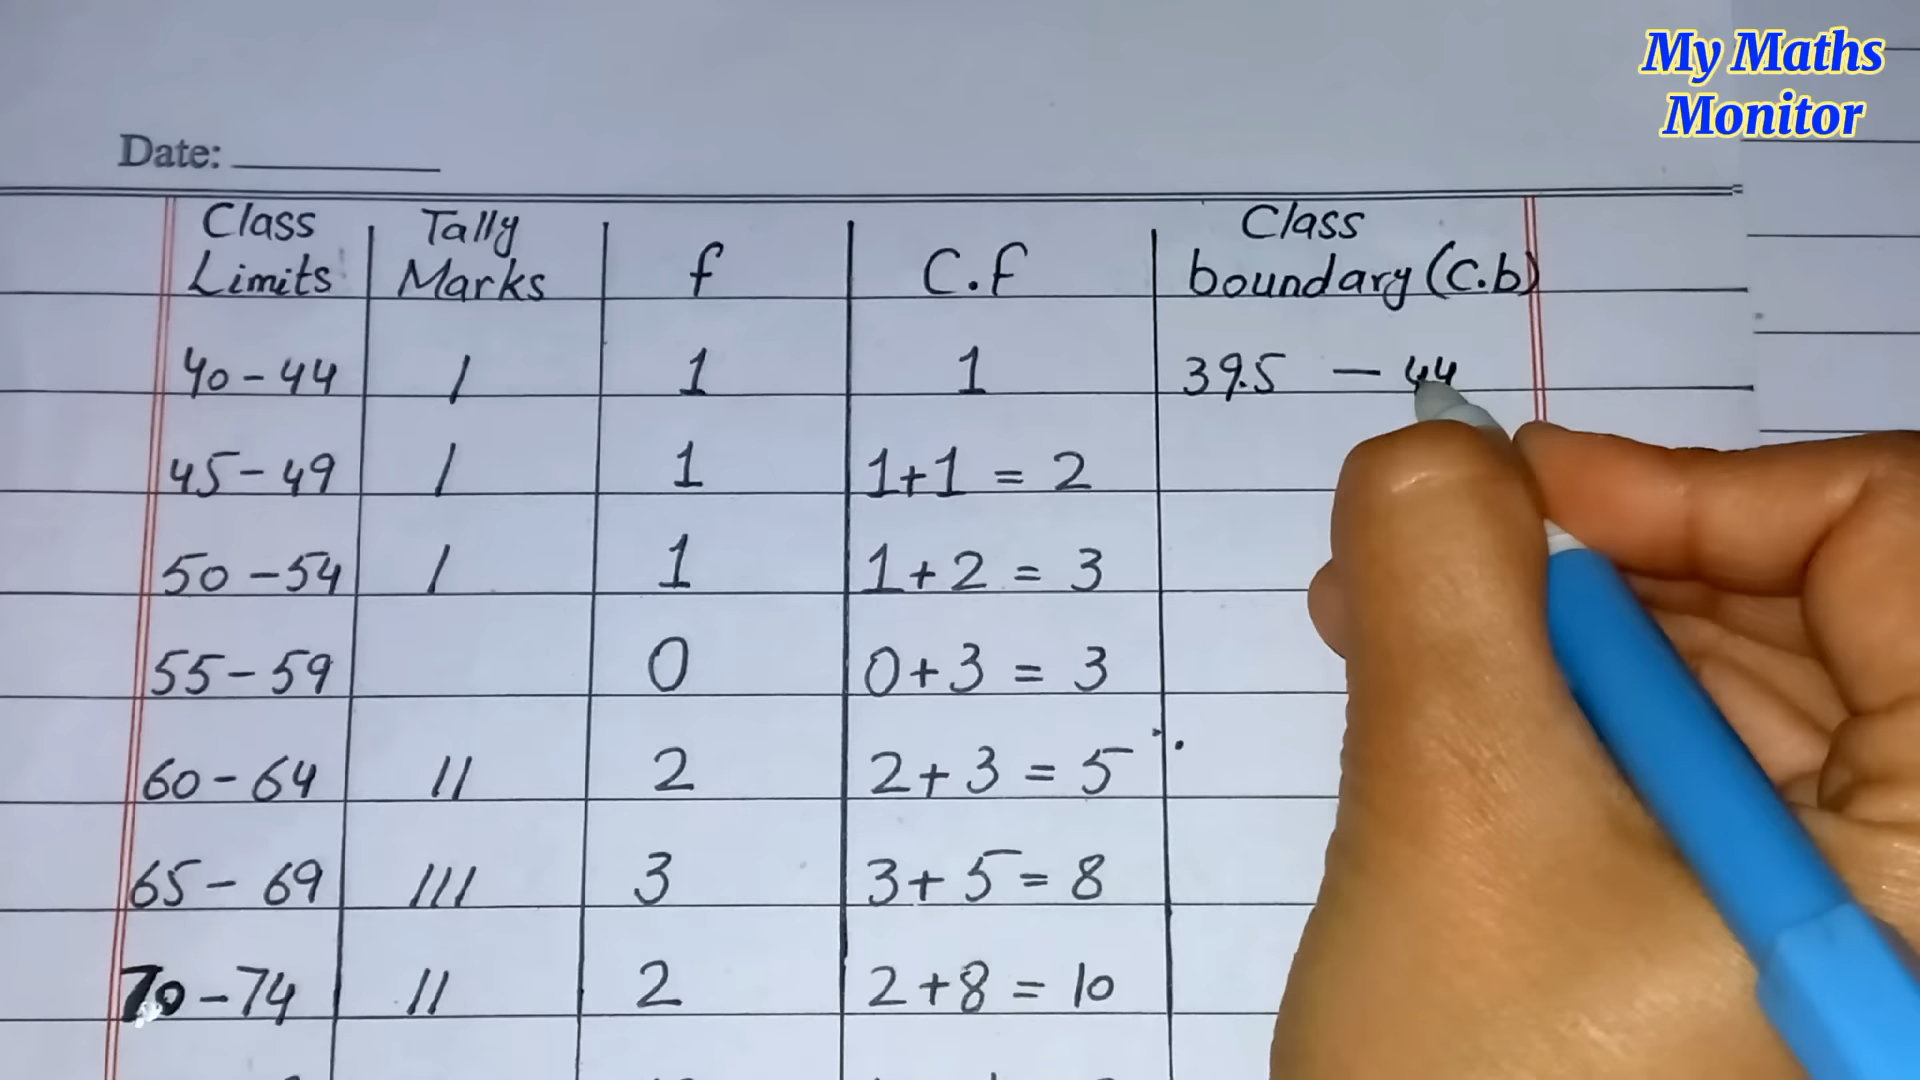 My Maths
Monitor
Date:
Class Limits Tally Marks f C.F Class boundary (C.b)
40-44 / 1 1 39.5 - 44
45-49 / 1 1+1 = 2
50-54 / 1 1+2 = 3
55-59 0 0+3 = 3
60-64 // 2 2+3 = 5
65-69 /// 3 3+5 = 8
70-74 // 2 2+8 = 10